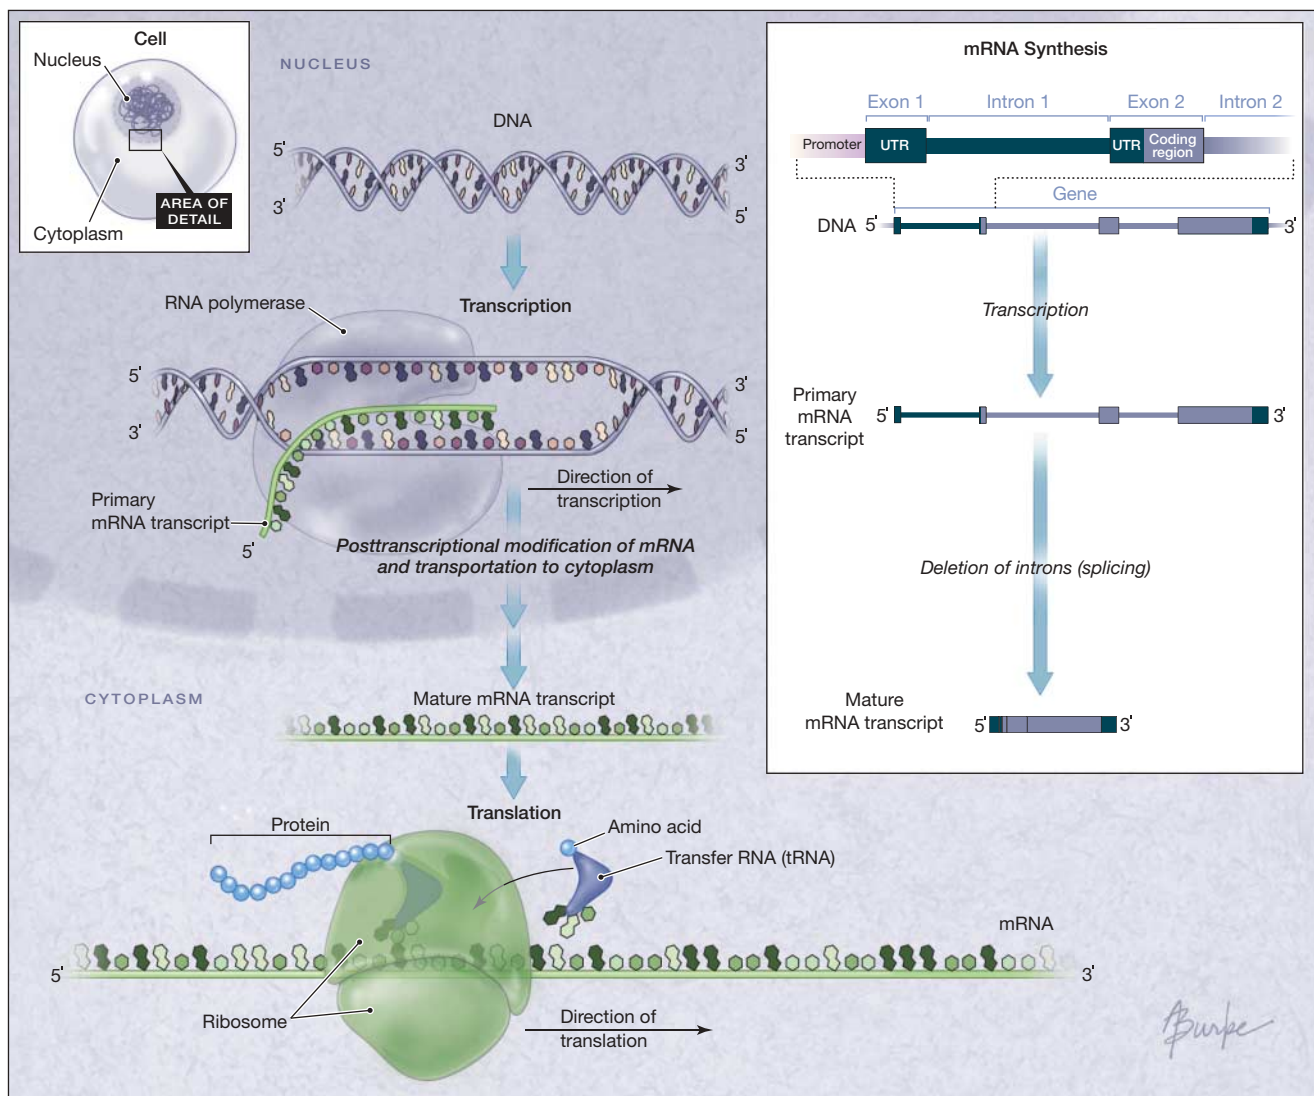 Cell
Nucleus
Cytoplasm
AREA OF
DETAIL
NUCLEUS
DNA
5'
3'
3'
5'
Transcription
RNA polymerase
5'
3'
3'
5'
Direction of
transcription
Primary
mRNA transcript
5'
Posttranscriptional modification of mRNA
and transportation to cytoplasm
CYTOPLASM
Mature mRNA transcript
Translation
Protein
Amino acid
Transfer RNA (tRNA)
mRNA
5'
3'
Ribosome
Direction of
translation
mRNA Synthesis
Exon 1
Intron 1
Exon 2
Intron 2
Promoter
UTR
UTR
Coding
region
Gene
DNA
5'
3'
Transcription
Primary
mRNA
transcript
5'
3'
Deletion of introns (splicing)
Mature
mRNA transcript
5'
3'
ABurke